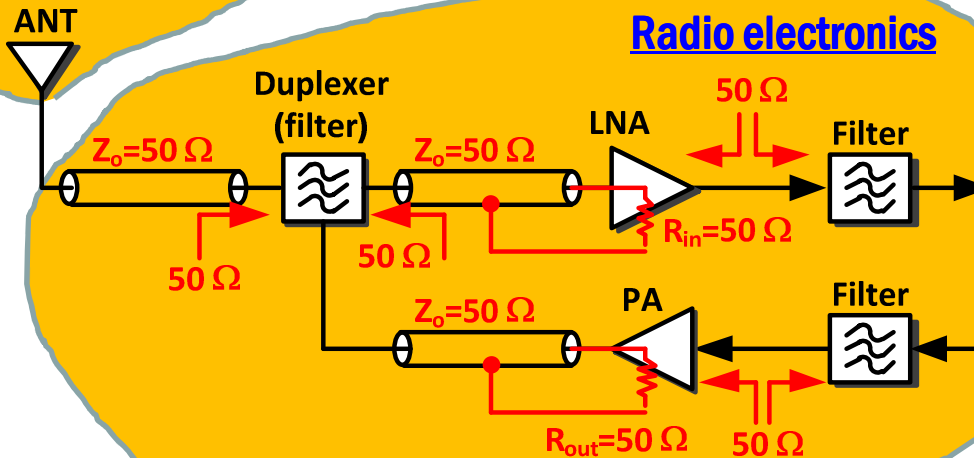 ANT
Radio electronics
Duplexer
(filter)
50 Ω
LNA
Filter
Zo=50 Ω
Zo=50 Ω
Rin=50 Ω
50 Ω
50 Ω
PA
Filter
Zo=50 Ω
Rout=50 Ω
50 Ω